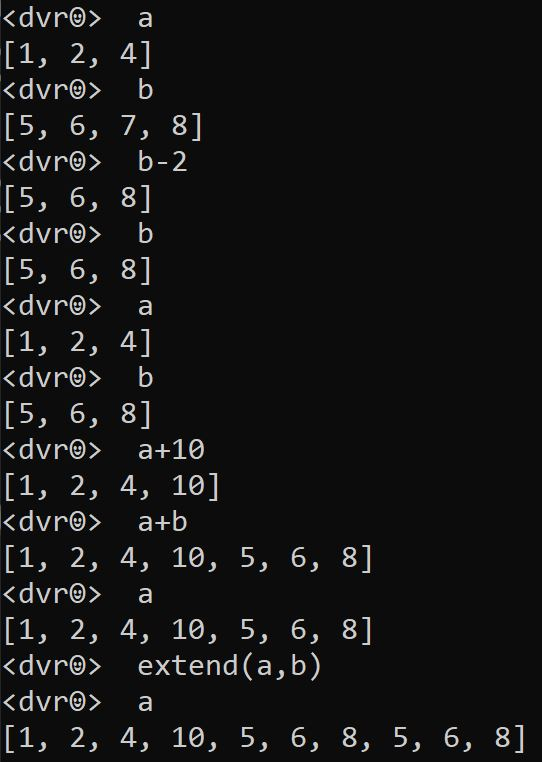 <dvr☺> a
[1, 2, 4]
<dvr☺> b
[5, 6, 7, 8]
<dvr☺> b-2
[5, 6, 8]
<dvr☺> b
[5, 6, 8]
<dvr☺> a
[1, 2, 4]
<dvr☺> b
[5, 6, 8]
<dvr☺> a+10
[1, 2, 4, 10]
<dvr☺> a+b
[1, 2, 4, 10, 5, 6, 8]
<dvr☺> a
[1, 2, 4, 10, 5, 6, 8]
<dvr☺> extend(a,b)
<dvr☺> a
[1, 2, 4, 10, 5, 6, 8, 5, 6, 8]